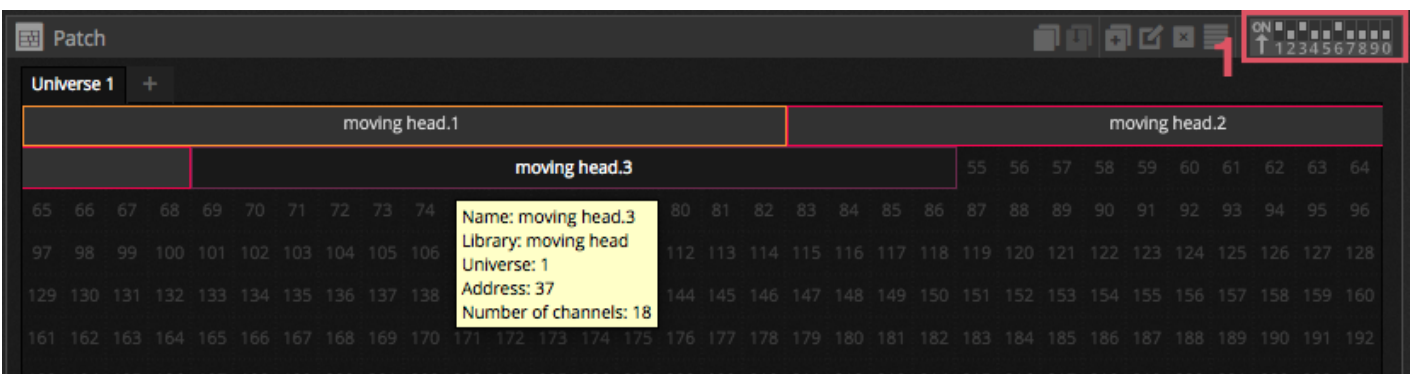 Patch
1
ON
1234567890
Universe 1 +
moving head.1 moving head.2
moving head.3 55 56 57 58 59 60 61 62 63 64
65 66 67 68 69 70 71 72 73 74 80 81 82 83 84 85 86 87 88 89 90 91 92 93 94 95 96
97 98 99 100 101 102 103 104 105 106 112 113 114 115 116 117 118 119 120 121 122 123 124 125 126 127 128
129 130 131 132 133 134 135 136 137 138 144 145 146 147 148 149 150 151 152 153 154 155 156 157 158 159 160
161 162 163 164 165 166 167 168 169 170 171 172 173 174 175 176 177 178 179 180 181 182 183 184 185 186 187 188 189 190 191 192
Name: moving head.3
Library: moving head
Universe: 1
Address: 37
Number of channels: 18